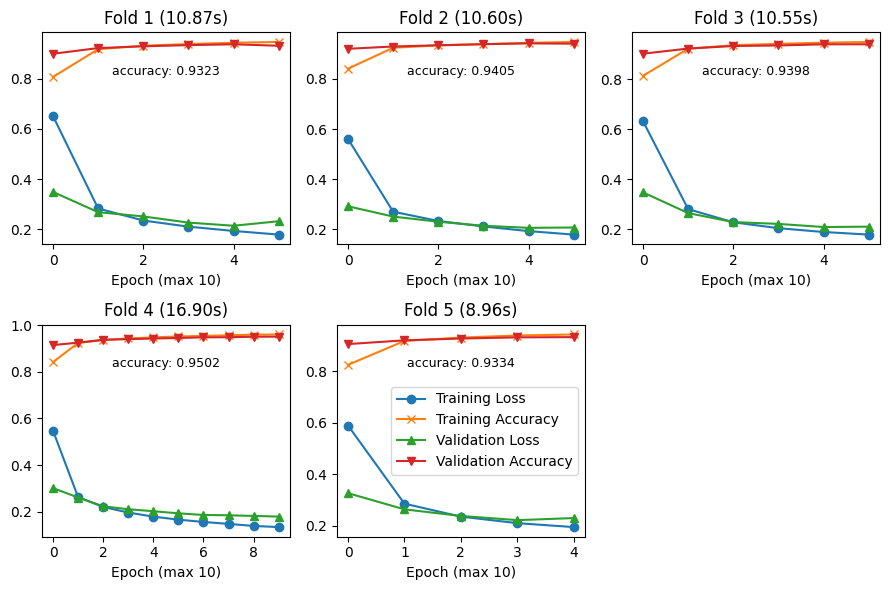 Fold 1 (10.87s)
0.8
0.6
0.4
0.2
accuracy: 0.9323
0 2 4
Epoch (max 10)
Fold 2 (10.60s)
0.8
0.6
0.4
0.2
accuracy: 0.9405
0 2 4
Epoch (max 10)
Fold 3 (10.55s)
0.8
0.6
0.4
0.2
accuracy: 0.9398
0 2 4
Epoch (max 10)
Fold 4 (16.90s)
1.0
0.8
0.6
0.4
0.2
accuracy: 0.9502
0 2 4 6 8
Epoch (max 10)
Fold 5 (8.96s)
0.8
0.6
0.4
0.2
accuracy: 0.9334
Training Loss
Training Accuracy
Validation Loss
Validation Accuracy
0 1 2 3 4
Epoch (max 10)